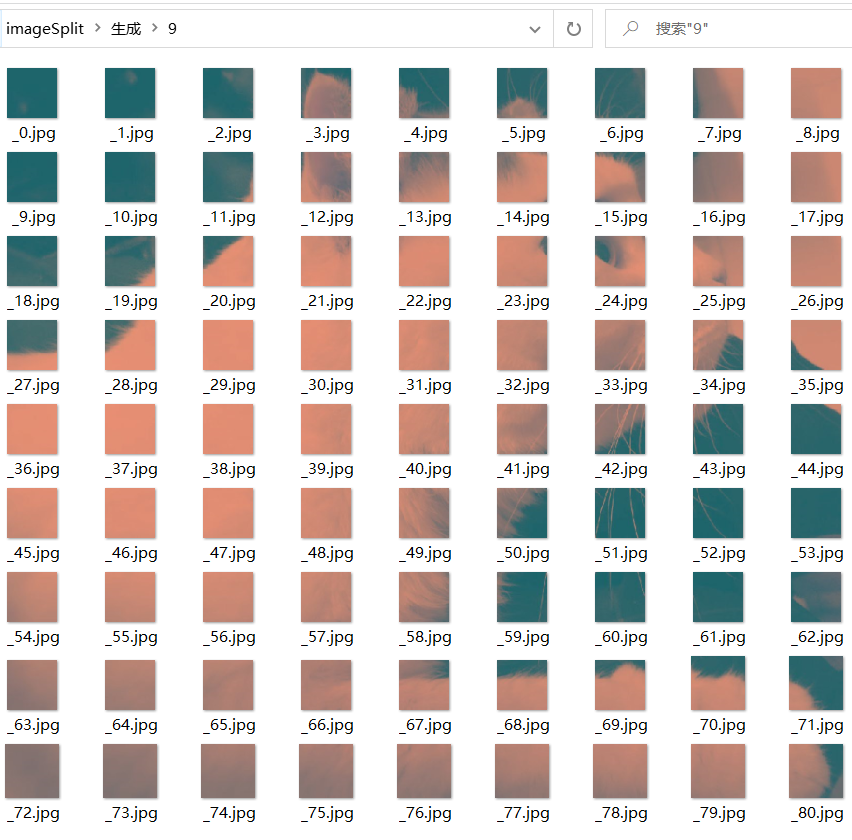 imageSplit > 生成 > 9 搜索"9"
_0.jpg _1.jpg _2.jpg _3.jpg _4.jpg _5.jpg _6.jpg _7.jpg _8.jpg
_9.jpg _10.jpg _11.jpg _12.jpg _13.jpg _14.jpg _15.jpg _16.jpg _17.jpg
_18.jpg _19.jpg _20.jpg _21.jpg _22.jpg _23.jpg _24.jpg _25.jpg _26.jpg
_27.jpg _28.jpg _29.jpg _30.jpg _31.jpg _32.jpg _33.jpg _34.jpg _35.jpg
_36.jpg _37.jpg _38.jpg _39.jpg _40.jpg _41.jpg _42.jpg _43.jpg _44.jpg
_45.jpg _46.jpg _47.jpg _48.jpg _49.jpg _50.jpg _51.jpg _52.jpg _53.jpg
_54.jpg _55.jpg _56.jpg _57.jpg _58.jpg _59.jpg _60.jpg _61.jpg _62.jpg
_63.jpg _64.jpg _65.jpg _66.jpg _67.jpg _68.jpg _69.jpg _70.jpg _71.jpg
_72.jpg _73.jpg _74.jpg _75.jpg _76.jpg _77.jpg _78.jpg _79.jpg _80.jpg